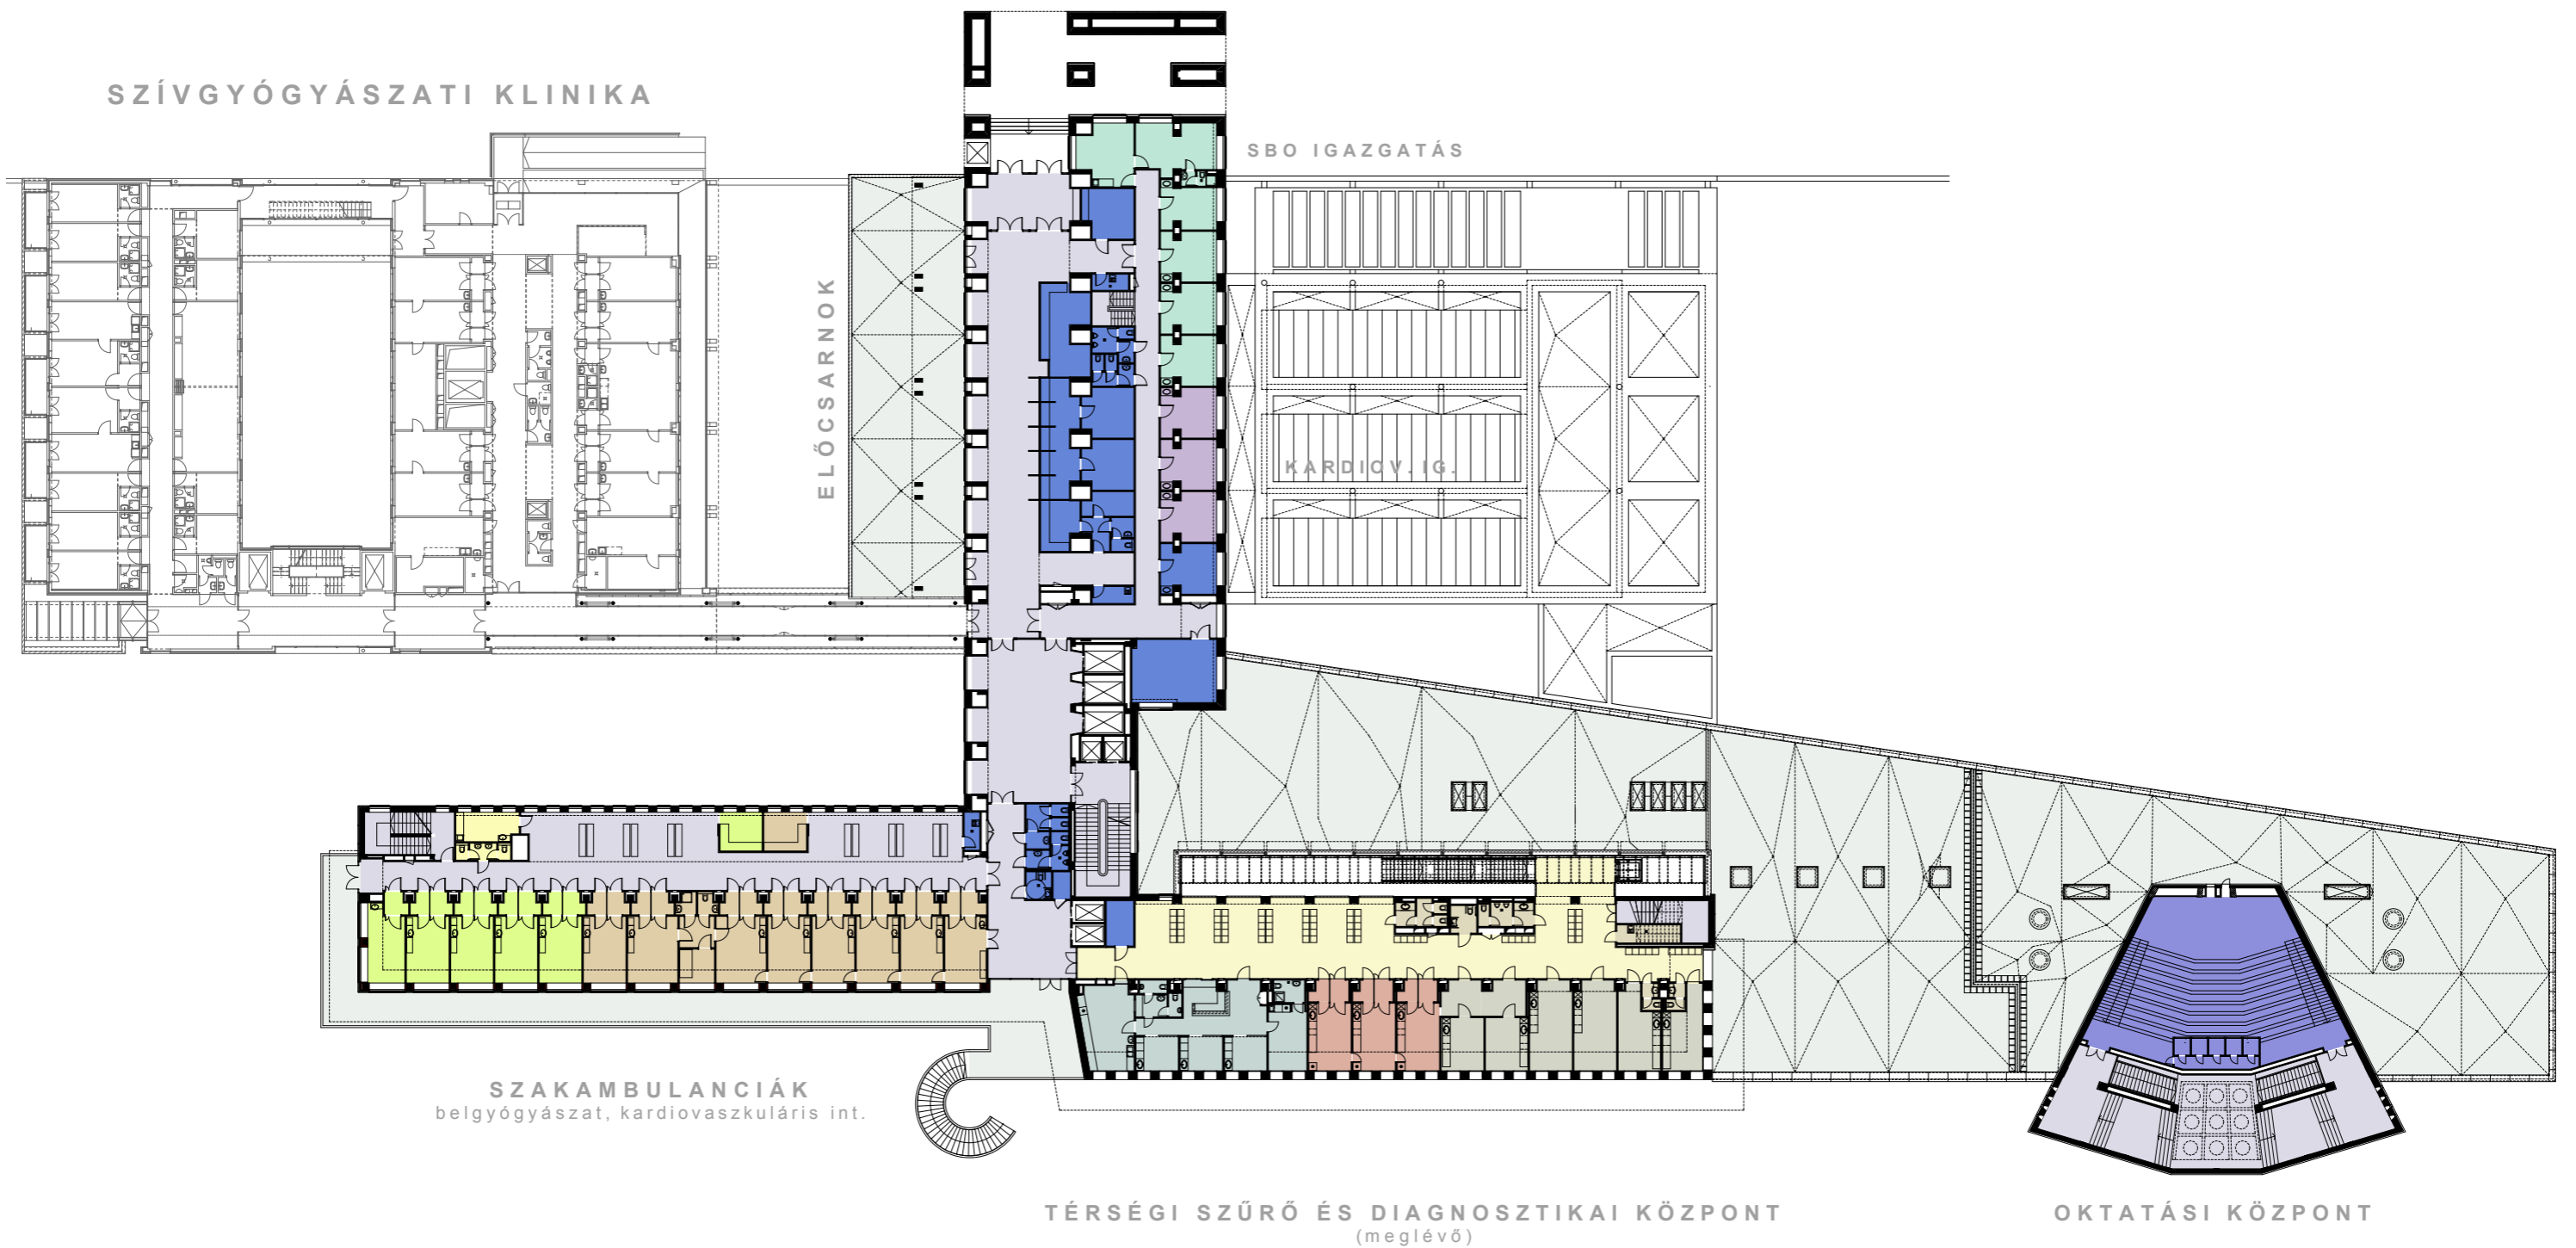 SZÍVGYÓGYÁSZATI KLINIKA
SBO IGAZGATÁS
ELŐCSARNOK
KARDIOV. IG.
SZAKAMBULANCIÁK
belgyógyászat, kardiovaszkuláris int.
TÉRSÉGI SZŰRŐ ÉS DIAGNOSZTIKAI KÖZPONT
(meglévő)
OKTATÁSI KÖZPONT